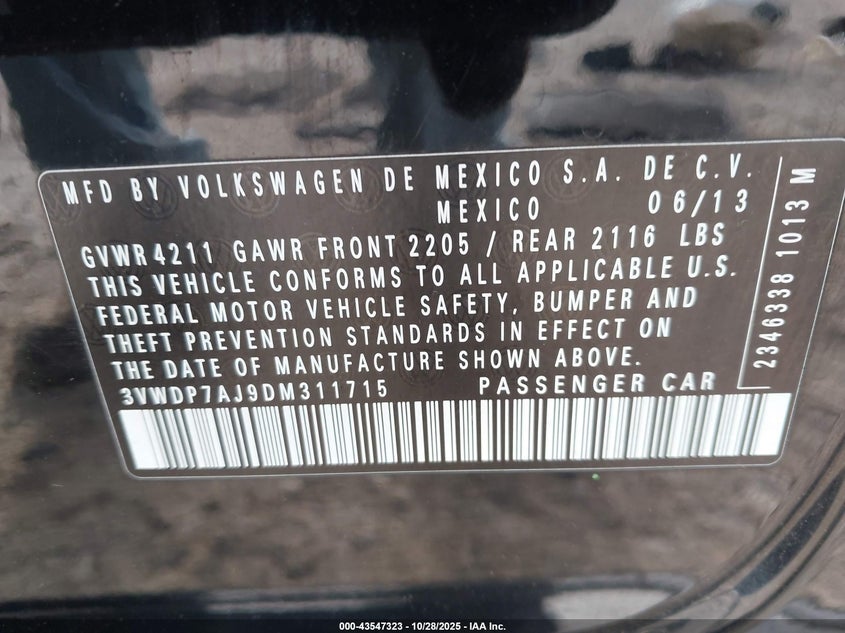 MFD BY VOLKSWAGEN DE MEXICO S.A. DE C.V.
MEXICO 06/13
GVWR 4211 GAWR FRONT 2205 / REAR 2116 LBS
THIS VEHICLE CONFORMS TO ALL APPLICABLE U.S.
FEDERAL MOTOR VEHICLE SAFETY, BUMPER AND
THEFT PREVENTION STANDARDS IN EFFECT ON
THE DATE OF MANUFACTURE SHOWN ABOVE.
3VWDP7AJ9DM311715 PASSENGER CAR
2346338 1013 M
000-43547323 | 10/28/2025 - IAA Inc.